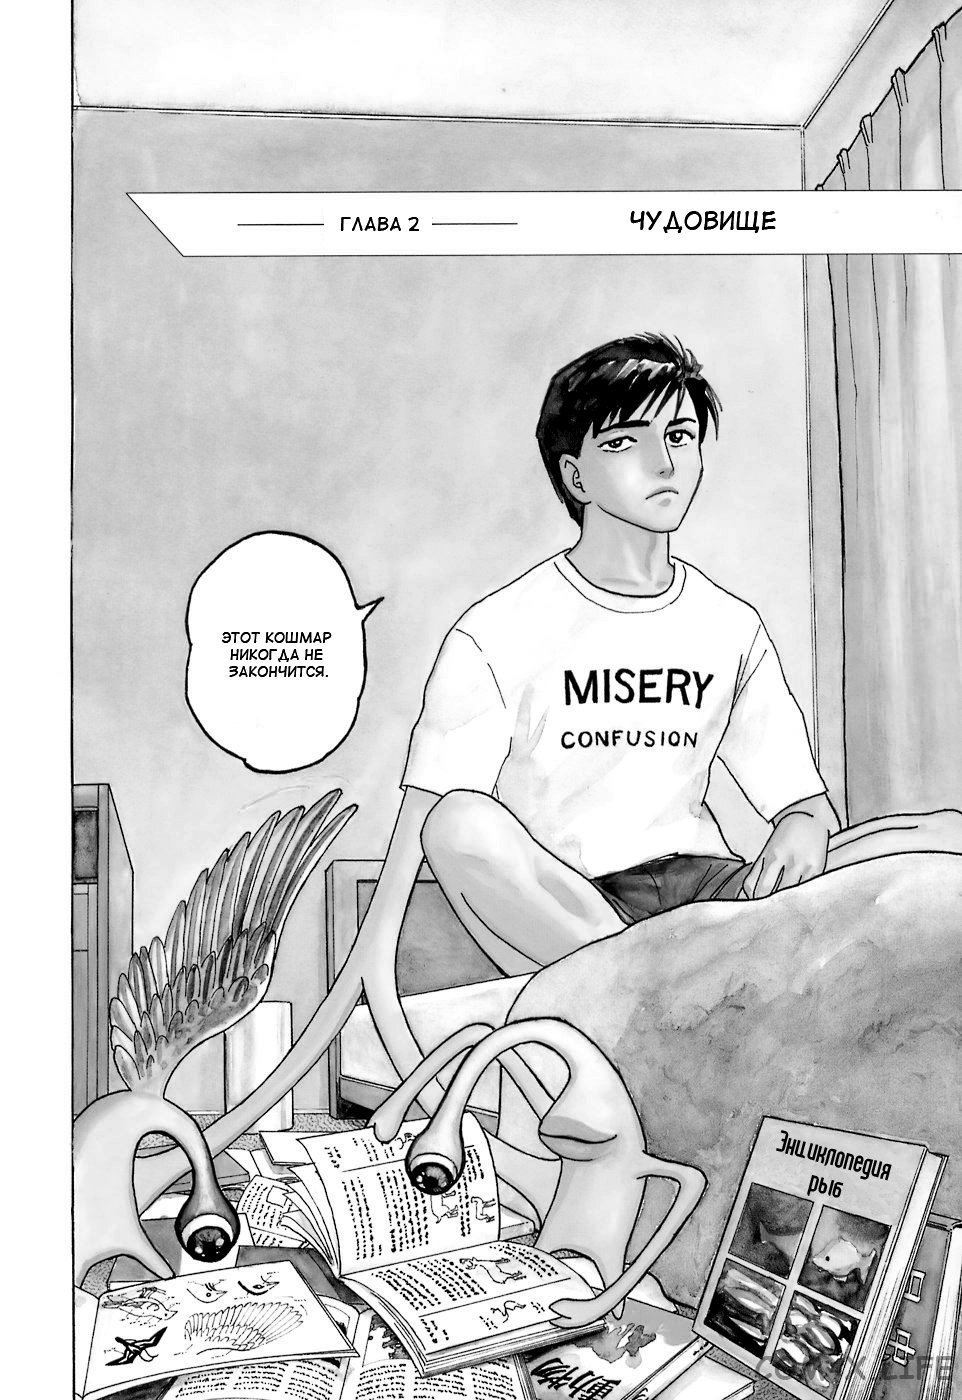 ГЛАВА 2
ЧУДОВИЩЕ
ЭТОТ КОШМАР
НИКОГДА НЕ
ЗАКОНЧИТСЯ.
MISERY
CONFUSION
Энциклопедия
рыб